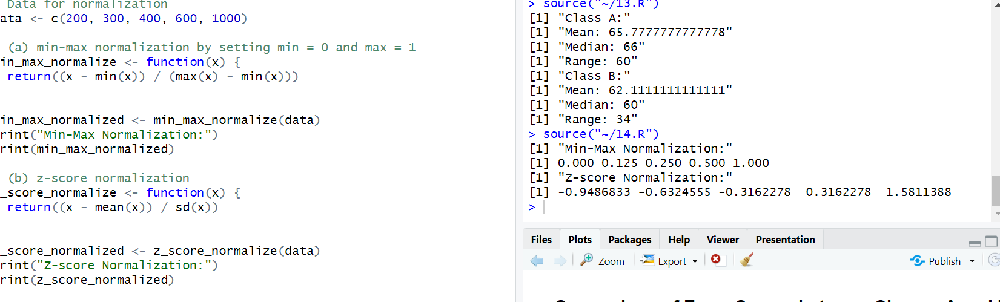 Data for normalization
ata <- c(200, 300, 400, 600, 1000)
(a) min-max normalization by setting min = 0 and max = 1
in_max_normalize <- function(x) {
return((x - min(x)) / (max(x) - min(x)))
in_max_normalized <- min_max_normalize(data)
rint("Min-Max Normalization:")
rint(min_max_normalized)
(b) z-score normalization
_score_normalize <- function(x) {
return((x - mean(x)) / sd(x))
_score_normalized <- z_score_normalize(data)
rint("Z-score Normalization:")
rint(z_score_normalized)
> source("~/13.R")
[1] "Class A:"
[1] "Mean: 65.7777777777778"
[1] "Median: 66"
[1] "Range: 60"
[1] "Class B:"
[1] "Mean: 62.1111111111111"
[1] "Median: 60"
[1] "Range: 34"
> source("~/14.R")
[1] "Min-Max Normalization:"
[1] 0.000 0.125 0.250 0.500 1.000
[1] "Z-score Normalization:"
[1] -0.9486833 -0.6324555 -0.3162278 0.3162278 1.5811388
>
Files Plots Packages Help Viewer Presentation
Zoom Export Publish